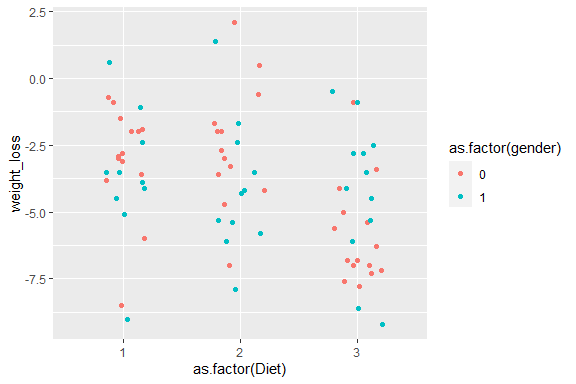 2.5
0.0
-2.5
-5.0
-7.5
weight_loss
1 2 3
as.factor(Diet)
as.factor(gender)
0
1